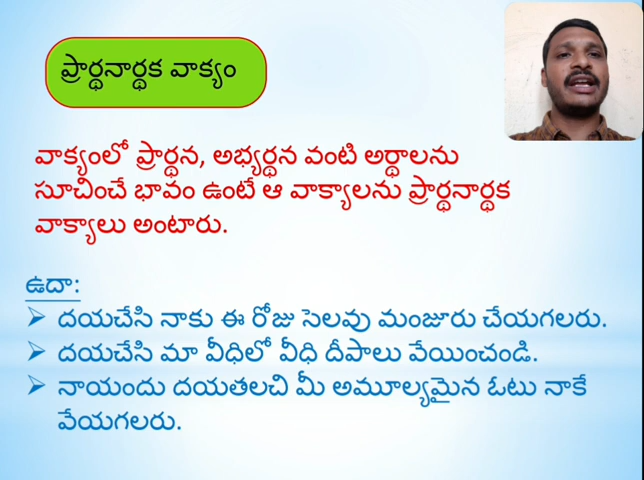 ప్రార్థనార్థక వాక్యం
వాక్యంలో ప్రార్థన, అభ్యర్థన వంటి అర్థాలను
సూచించే భావం ఉంటే ఆ వాక్యాలను ప్రార్థనార్థక
వాక్యాలు అంటారు.
ఉదా:
➢ దయచేసి నాకు ఈ రోజు సెలవు మంజూరు చేయగలరు.
➢ దయచేసి మా వీధిలో వీధి దీపాలు వేయించండి.
➢ నాయందు దయతలచి మీ అమూల్యమైన ఓటు నాకే
వేయగలరు.